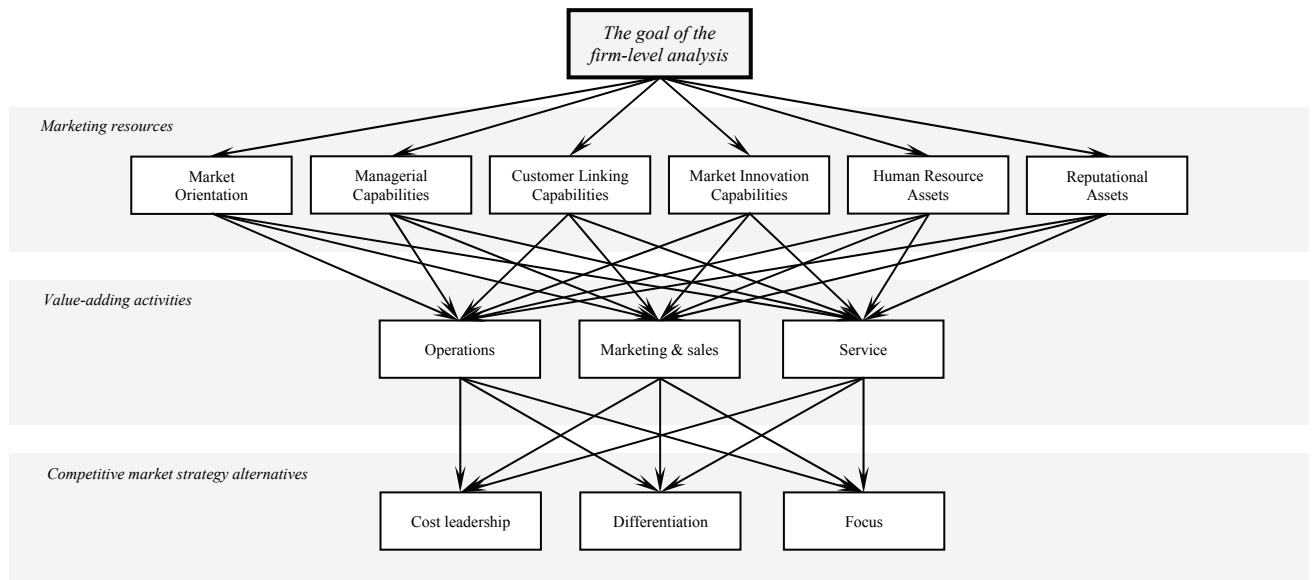 The goal of the
firm-level analysis
Marketing resources
Market
Orientation
Managerial
Capabilities
Customer Linking
Capabilities
Market Innovation
Capabilities
Human Resource
Assets
Reputational
Assets
Value-adding activities
Operations
Marketing & sales
Service
Competitive market strategy alternatives
Cost leadership
Differentiation
Focus